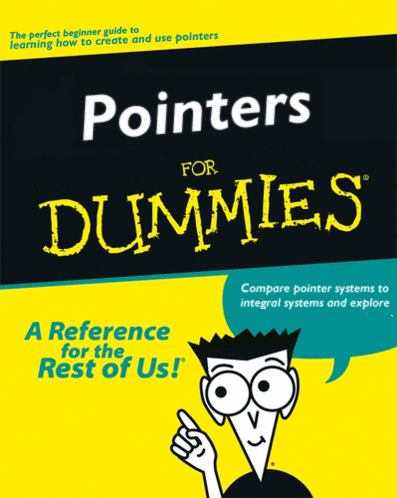 The perfect beginner guide to
learning how to create and use pointers
Pointers
FOR
DUMMIES®
Compare pointer systems to
integral systems and explore
A Reference
for the
Rest of Us!®